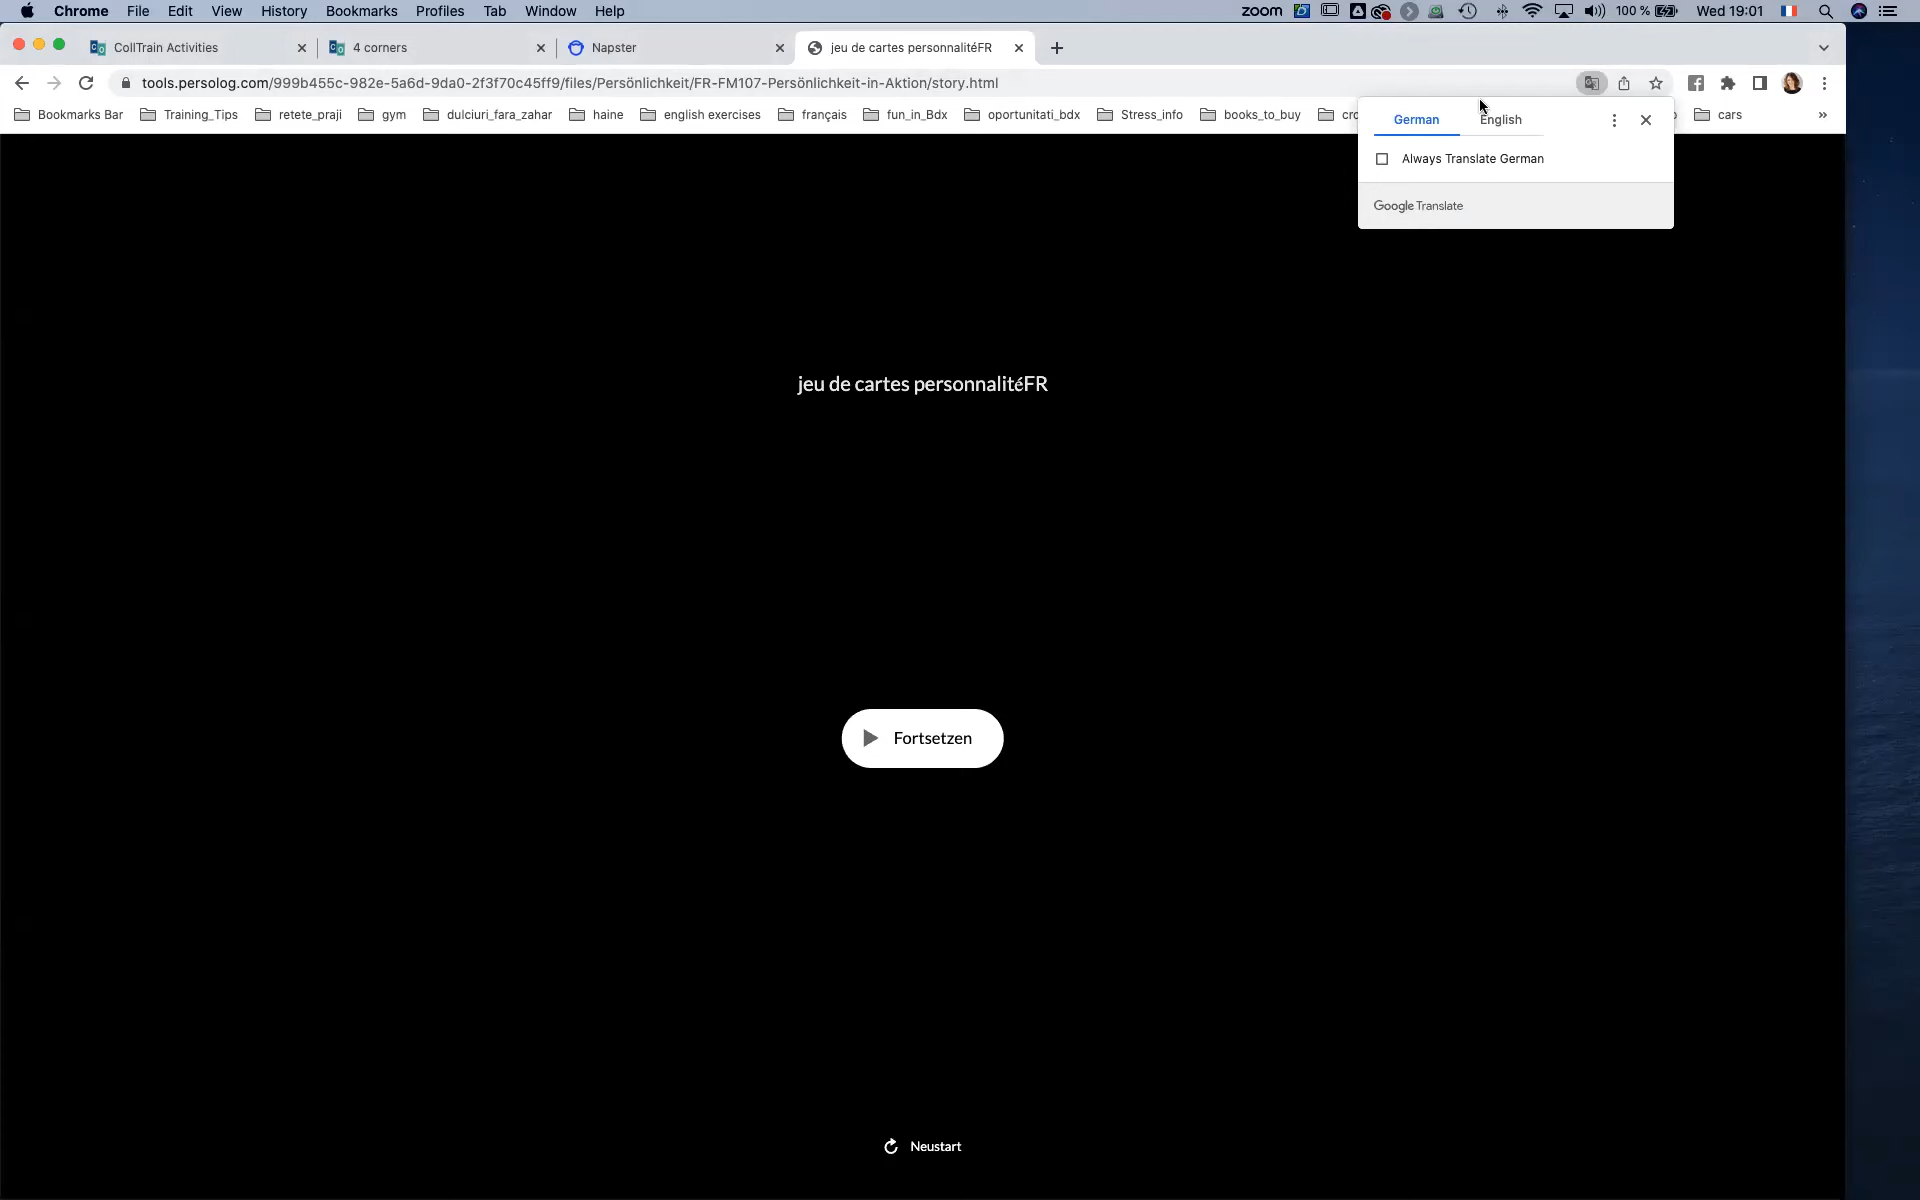 Chrome File Edit View History Bookmarks Profiles Tab Window Help zoom 100 % Wed 19:01
CollTrain Activities 4 corners Napster jeu de cartes personnalitéFR
tools.persolog.com/999b455c-982e-5a6d-9da0-2f3f70c45ff9/files/Persönlichkeit/FR-FM107-Persönlichkeit-in-Aktion/story.html
Bookmarks Bar Training_Tips retete_praji gym dulciuri_fara_zahar haine english exercises français fun_in_Bdx oportunitati_bdx Stress_info books_to_buy cars
German English
Always Translate German
Google Translate
jeu de cartes personnalitéFR
Fortsetzen
Neustart